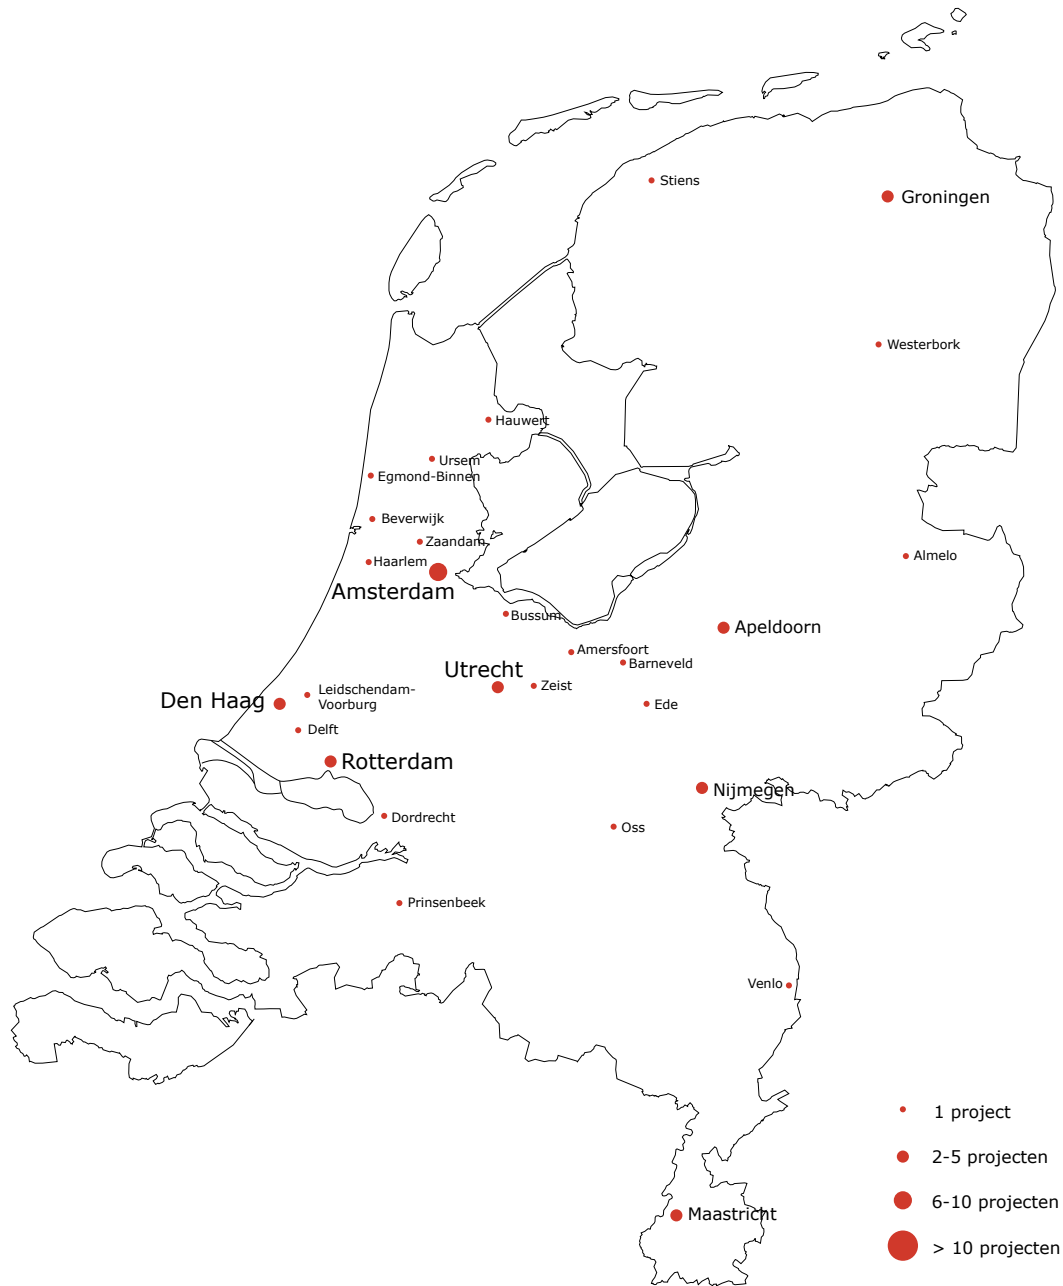 Stiens
Groningen
Westerbork
Hauwert
Ursem
Egmond-Binnen
Beverwijk
Zaandam
Haarlem
Almelo
Amsterdam
Bussum
Apeldoorn
Amersfoort
Barneveld
Utrecht
Zeist
Leidschendam-
Voorburg
Den Haag
Ede
Delft
Rotterdam
Nijmegen
Dordrecht
Oss
Prinsenbeek
Venlo
Maastricht
1 project
2-5 projecten
6-10 projecten
> 10 projecten